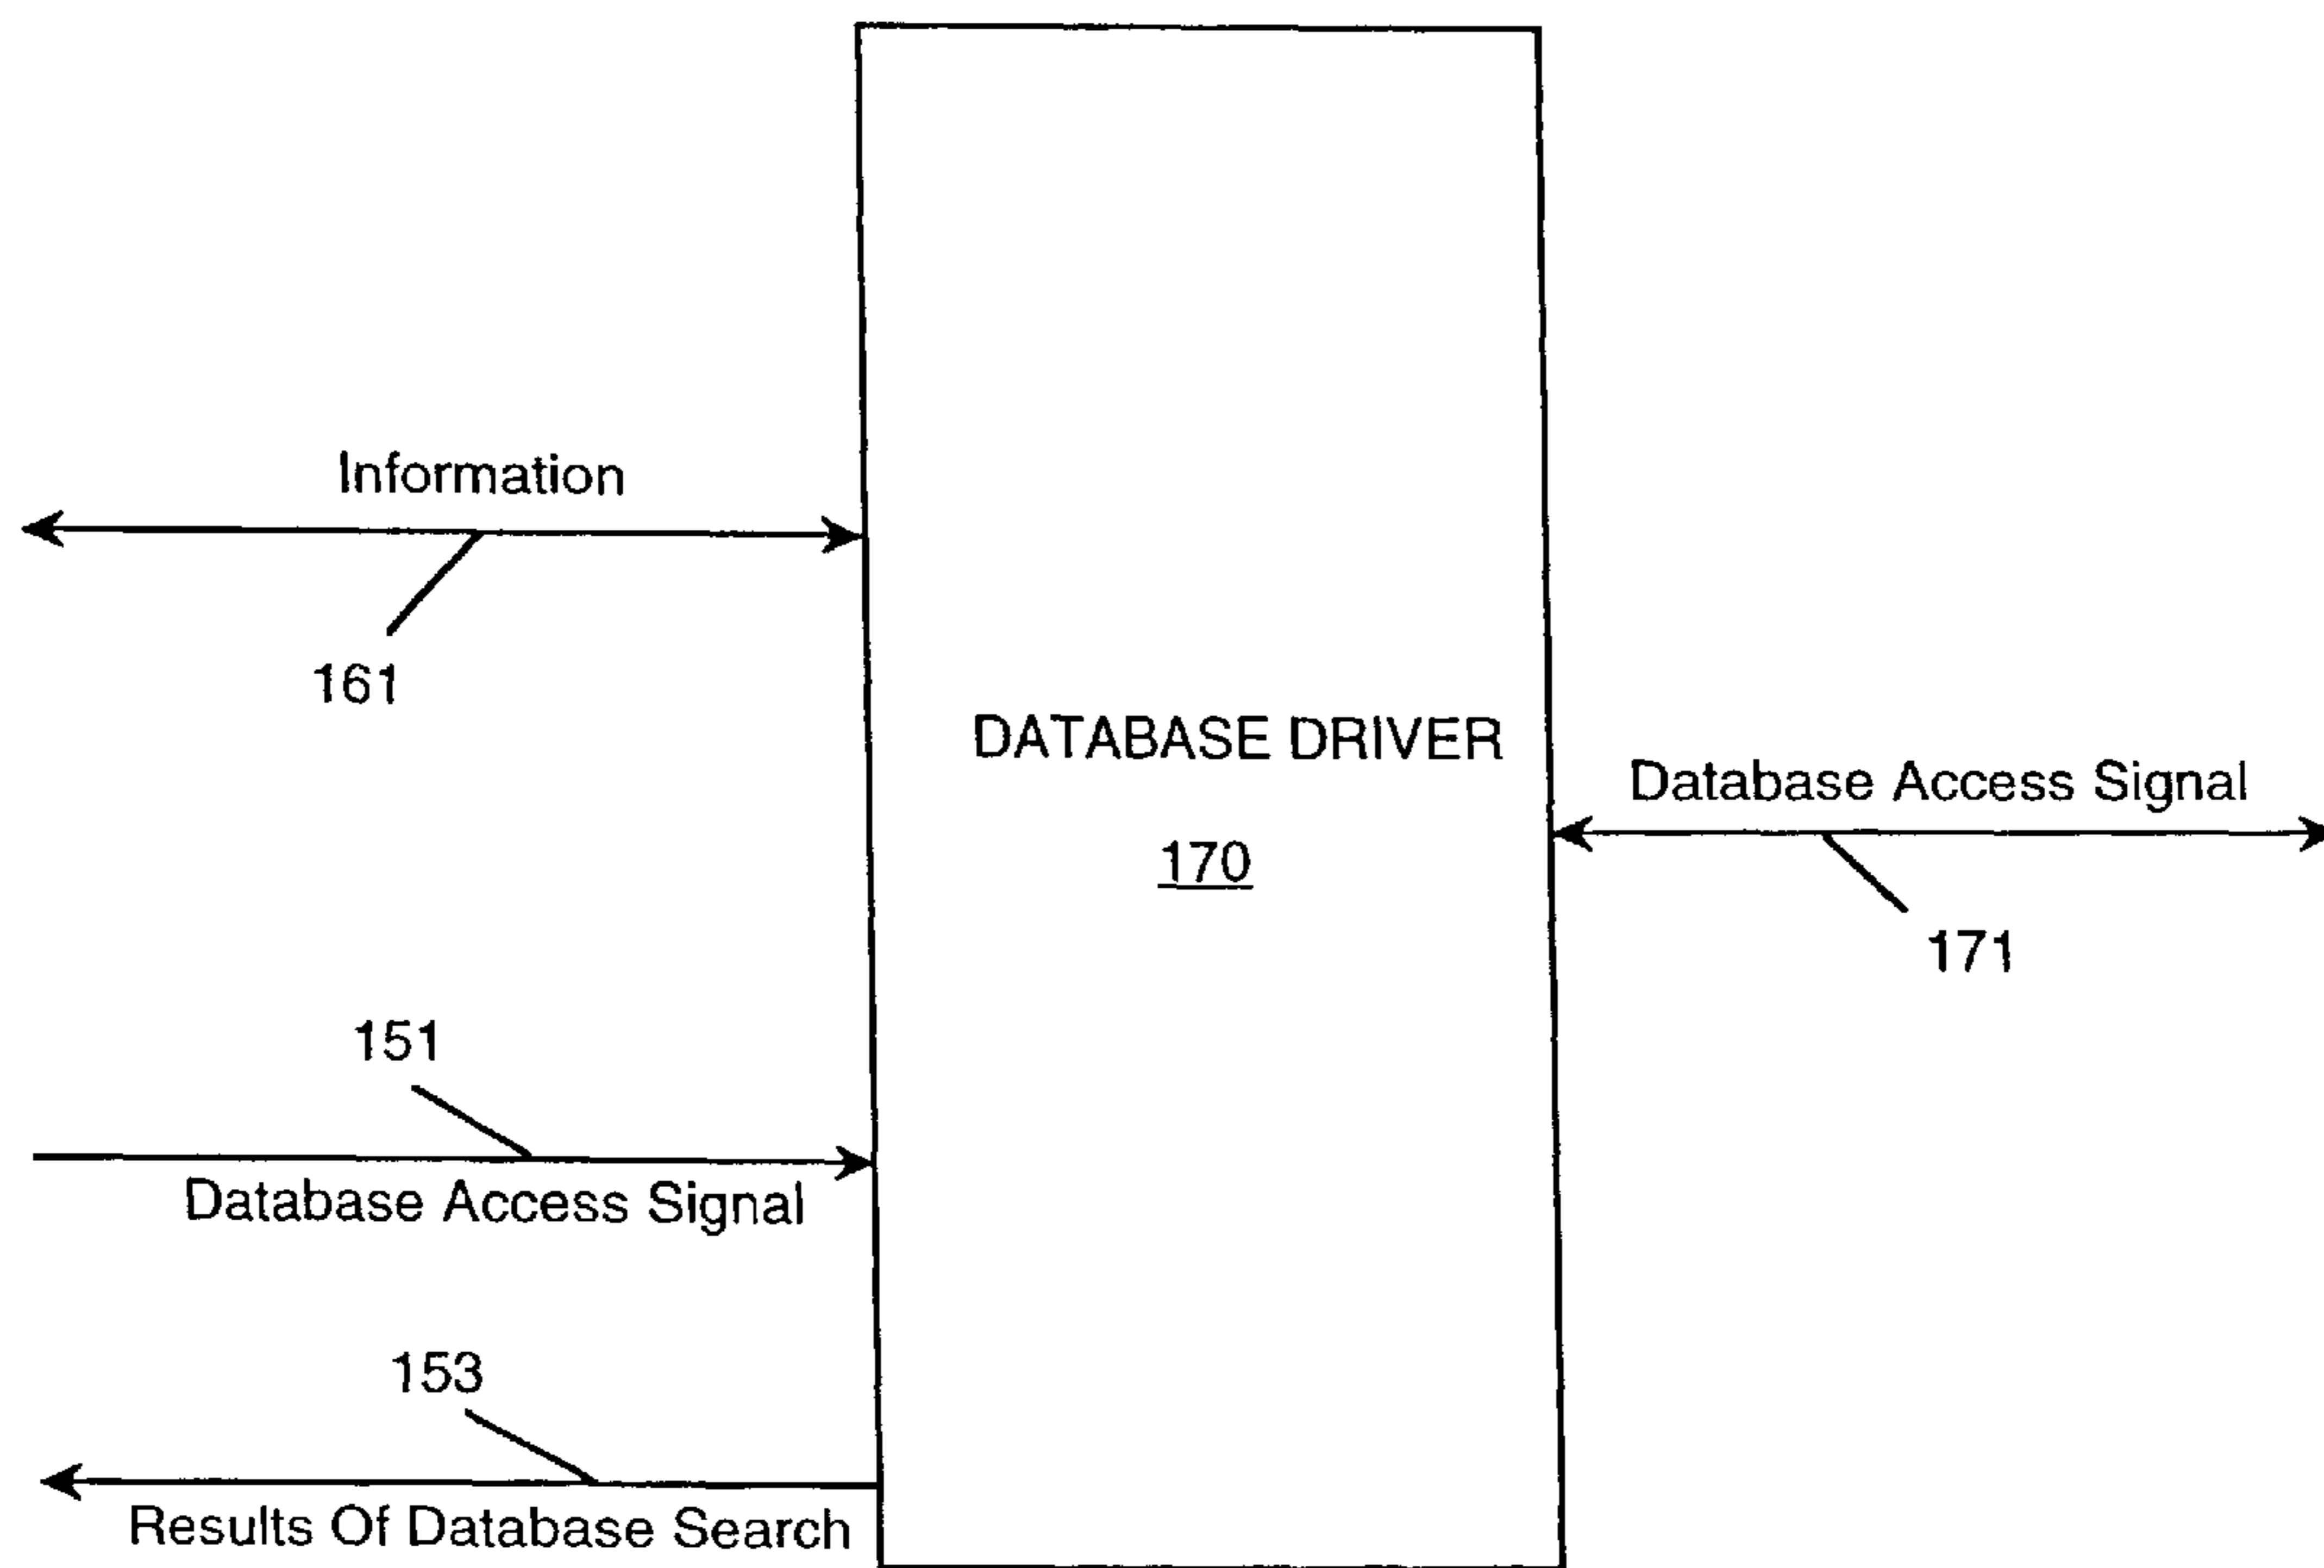 Information
161
DATABASE DRIVER
170
Database Access Signal
171
151
Database Access Signal
153
Results Of Database Search